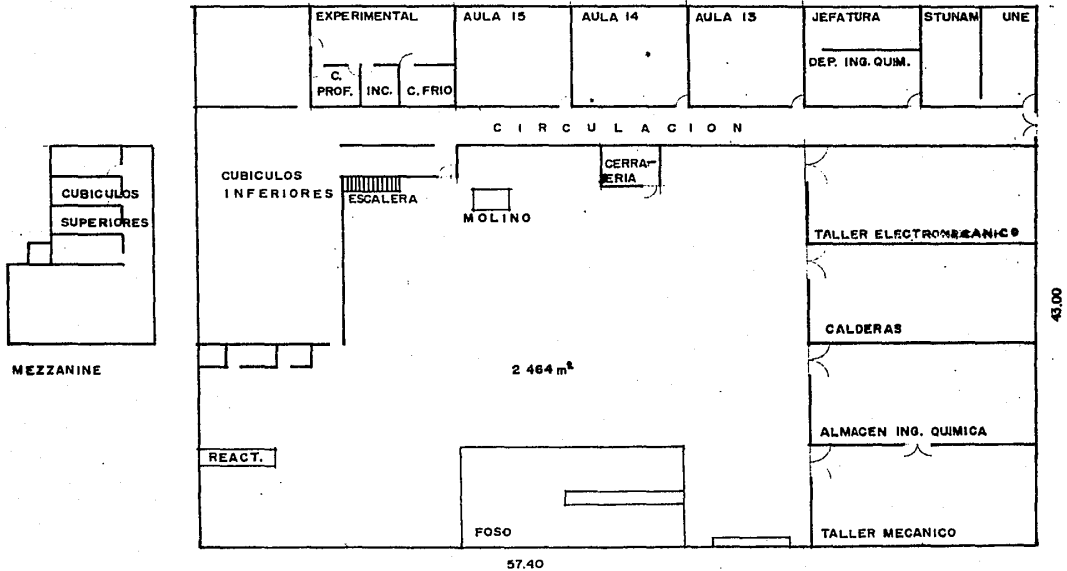 EXPERIMENTAL
AULA 15
AULA 14
AULA 13
JEFATURA
STUNAM
UNE
DEP. ING. QUIM.
C.
PROF.
INC.
C. FRIO
CIRCULACION
CUBICULOS
INFERIORES
ESCALERA
CERRA-
ERIA
MOLINO
CUBICULOS
SUPERIORES
MEZZANINE
TALLER ELECTROMECANICO
CALDERAS
43.00
2 464 m²
ALMACEN ING. QUIMICA
REACT.
FOSO
TALLER MECANICO
57.40